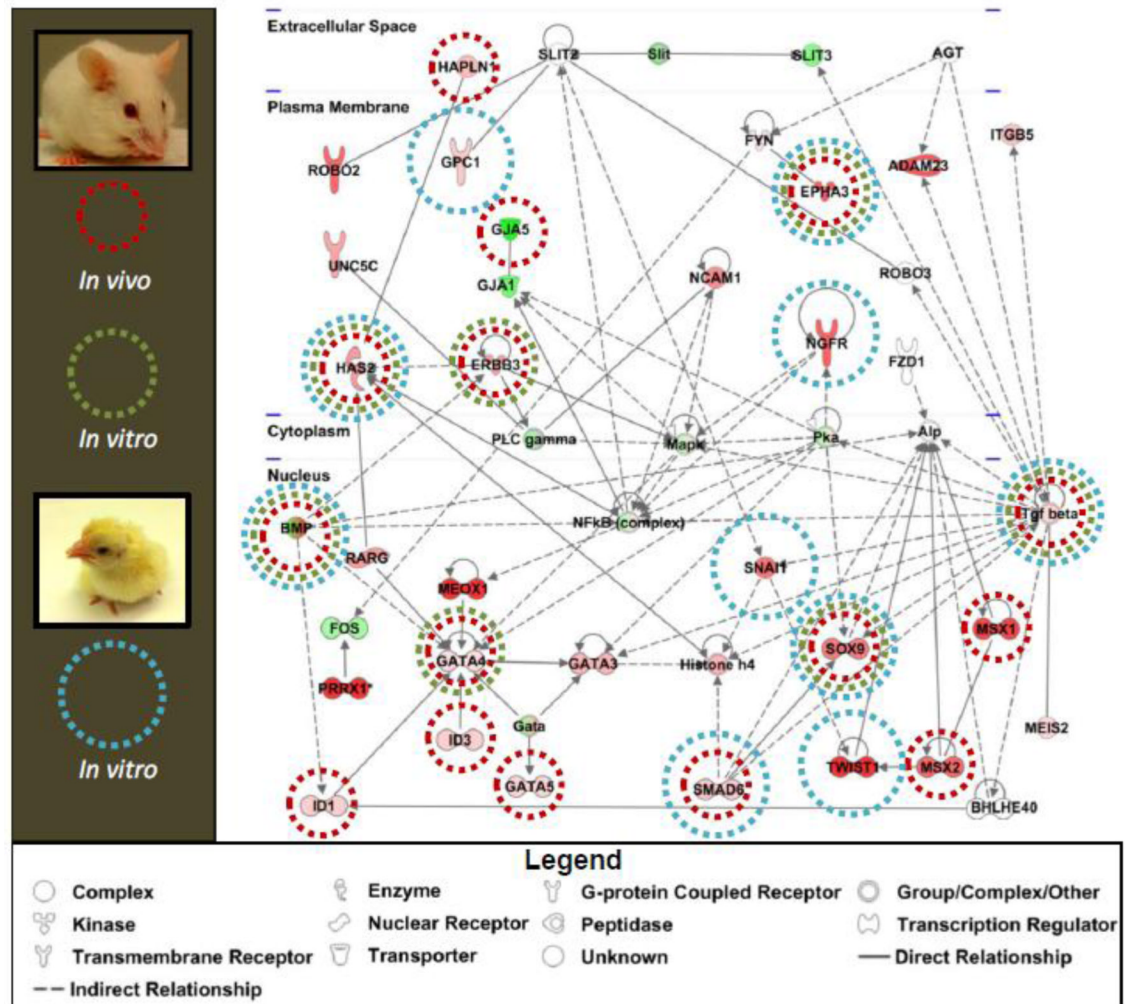 In vivo
In vitro
In vitro
Extracellular Space
HAPLN1 SLIT2 Slit SLIT3 AGT
Plasma Membrane
ROBO2 GPC1 FYN EPHA3 ADAM23 ITGB5
GJA5
UNC5C GJA1 NCAM1 ROBO3
NGFR
HAS2 ERBB3 FZD1
Cytoplasm
PLC gamma Mapk Pka Alp
Nucleus
BMP NFkB (complex) Tgf beta
RARG SNAI1
MEOX1
FOS MSX1
GATA4 GATA3 Histone h4 SOX9
PRRX1*
ID3 Gata MEIS2
GATA5 SMAD6 TWIST1 MSX2
ID1 BHLHE40
Legend
Complex Enzyme G-protein Coupled Receptor Group/Complex/Other
Kinase Nuclear Receptor Peptidase Transcription Regulator
Transmembrane Receptor Transporter Unknown Direct Relationship
Indirect Relationship